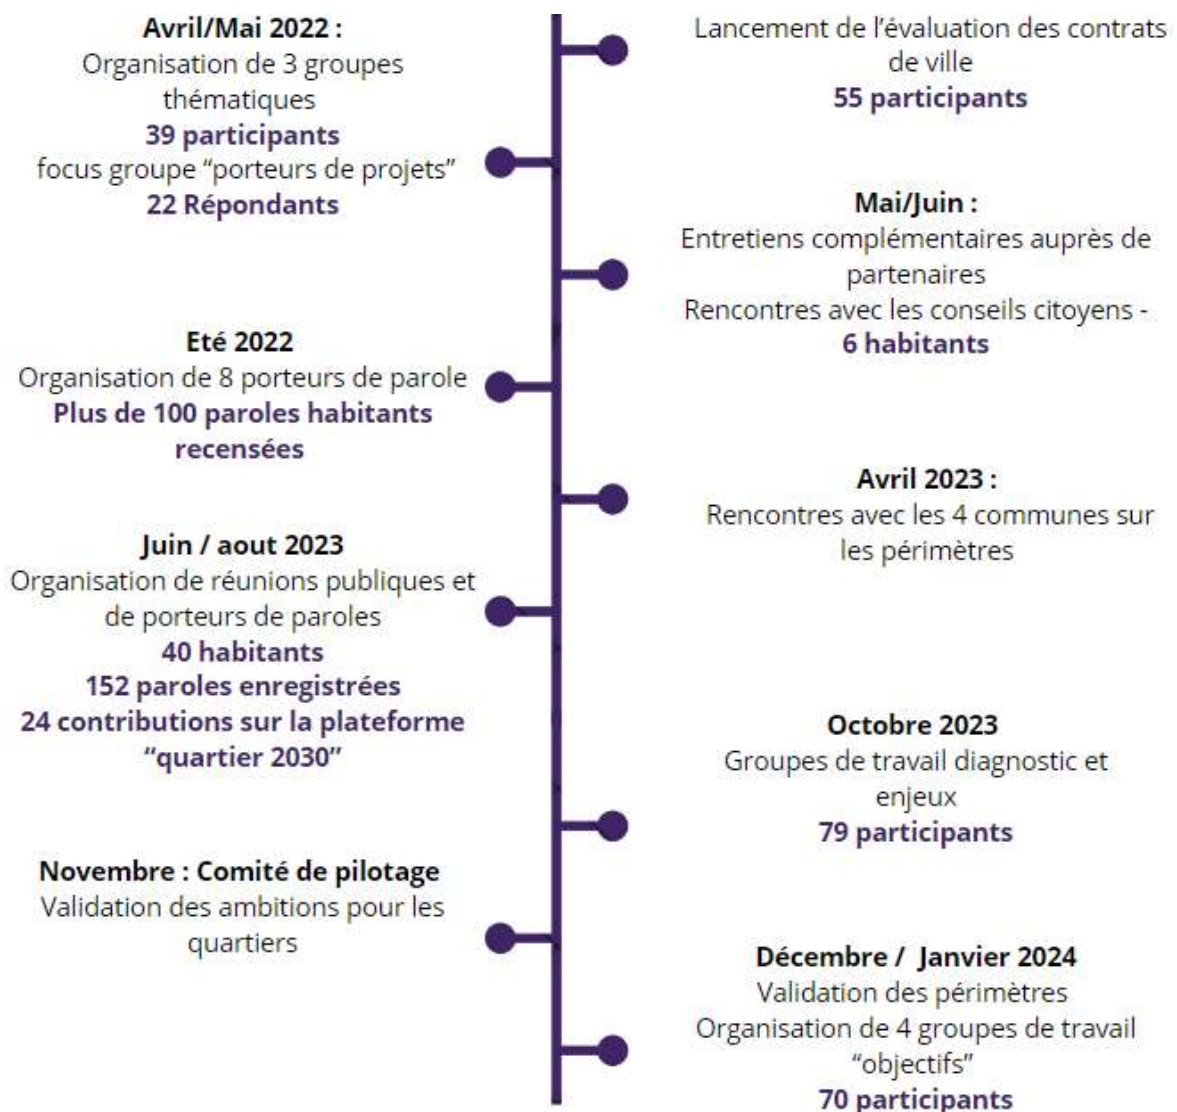 Lancement de l’évaluation des contrats
de ville
55 participants
Avril/Mai 2022 :
Organisation de 3 groupes
thématiques
39 participants
focus groupe “porteurs de projets”
22 Répondants
Mai/Juin :
Entretiens complémentaires auprès de
partenaires
Rencontres avec les conseils citoyens -
6 habitants
Eté 2022
Organisation de 8 porteurs de parole
Plus de 100 paroles habitants
recensées
Avril 2023 :
Rencontres avec les 4 communes sur
les périmètres
Juin / aout 2023
Organisation de réunions publiques et
de porteurs de paroles
40 habitants
152 paroles enregistrées
24 contributions sur la plateforme
“quartier 2030”
Octobre 2023
Groupes de travail diagnostic et
enjeux
79 participants
Novembre : Comité de pilotage
Validation des ambitions pour les
quartiers
Décembre / Janvier 2024
Validation des périmètres
Organisation de 4 groupes de travail
“objectifs”
70 participants